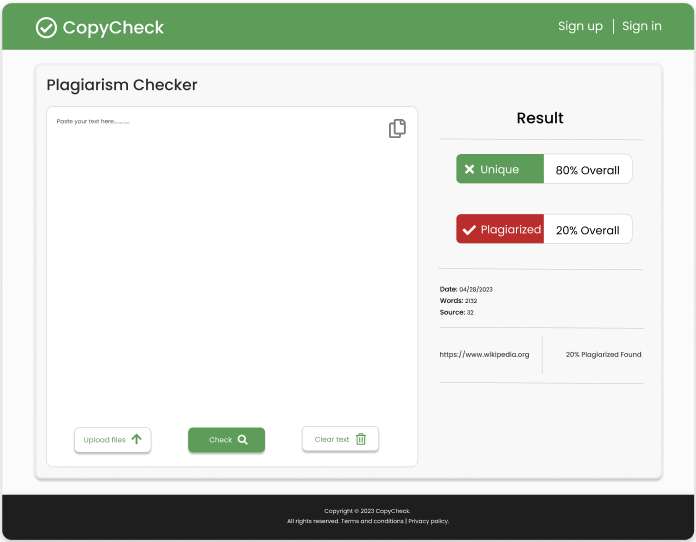 CopyCheck
Sign up | Sign in
Plagiarism Checker
Paste your text here..........
Result
Unique 80% Overall
Plagiarized 20% Overall
Date: 04/28/2023
Words: 2132
Source: 32
https://www.wikipedia.org 20% Plagiarized Found
Upload files
Check
Clear text
Copyright © 2023 CopyCheck.
All rights reserved. Terms and conditions | Privacy policy.